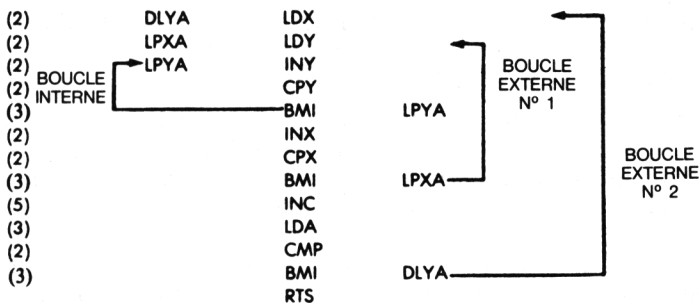 (2) DLYA LDX
(2) LPXA LDY
(2) LPYA INY
(2) CPY
(3) BMI LPYA
(2) INX
(2) CPX
(3) BMI LPXA
(5) INC
(3) LDA
(2) CMP
(3) BMI DLYA
RTS
BOUCLE
INTERNE
BOUCLE
EXTERNE
Nº 1
BOUCLE
EXTERNE
Nº 2